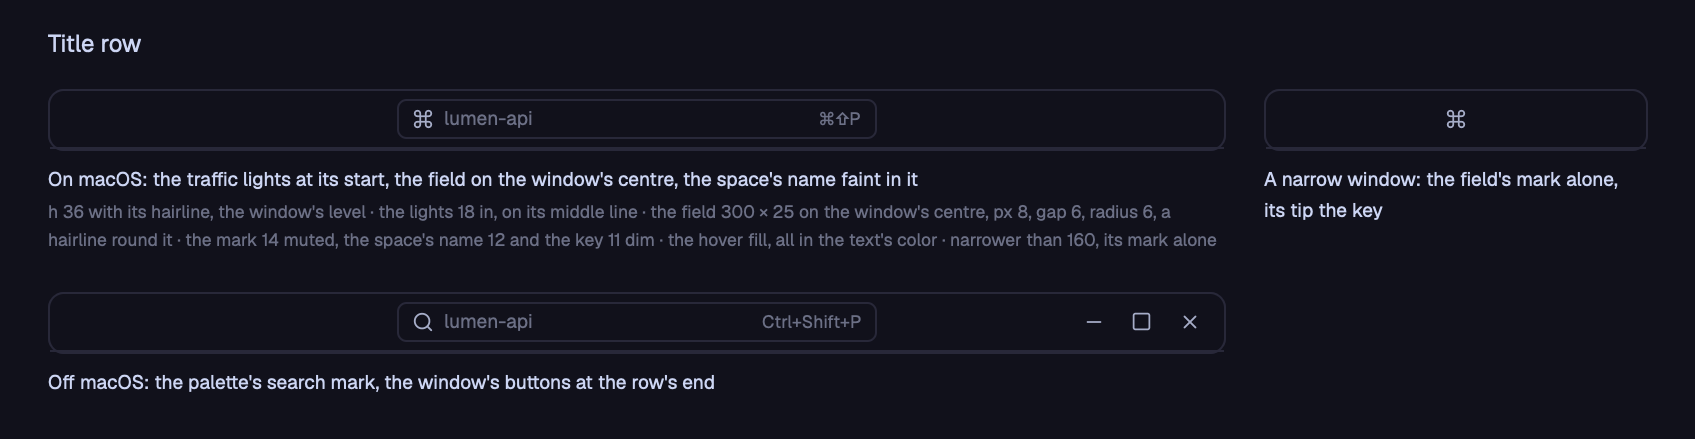 Title row
⌘ lumen-api ⌘⇧P
⌘
On macOS: the traffic lights at its start, the field on the window's centre, the space's name faint in it
h 36 with its hairline, the window's level · the lights 18 in, on its middle line · the field 300 × 25 on the window's centre, px 8, gap 6, radius 6, a
hairline round it · the mark 14 muted, the space's name 12 and the key 11 dim · the hover fill, all in the text's color · narrower than 160, its mark alone
A narrow window: the field's mark alone,
its tip the key
lumen-api Ctrl+Shift+P
Off macOS: the palette's search mark, the window's buttons at the row's end